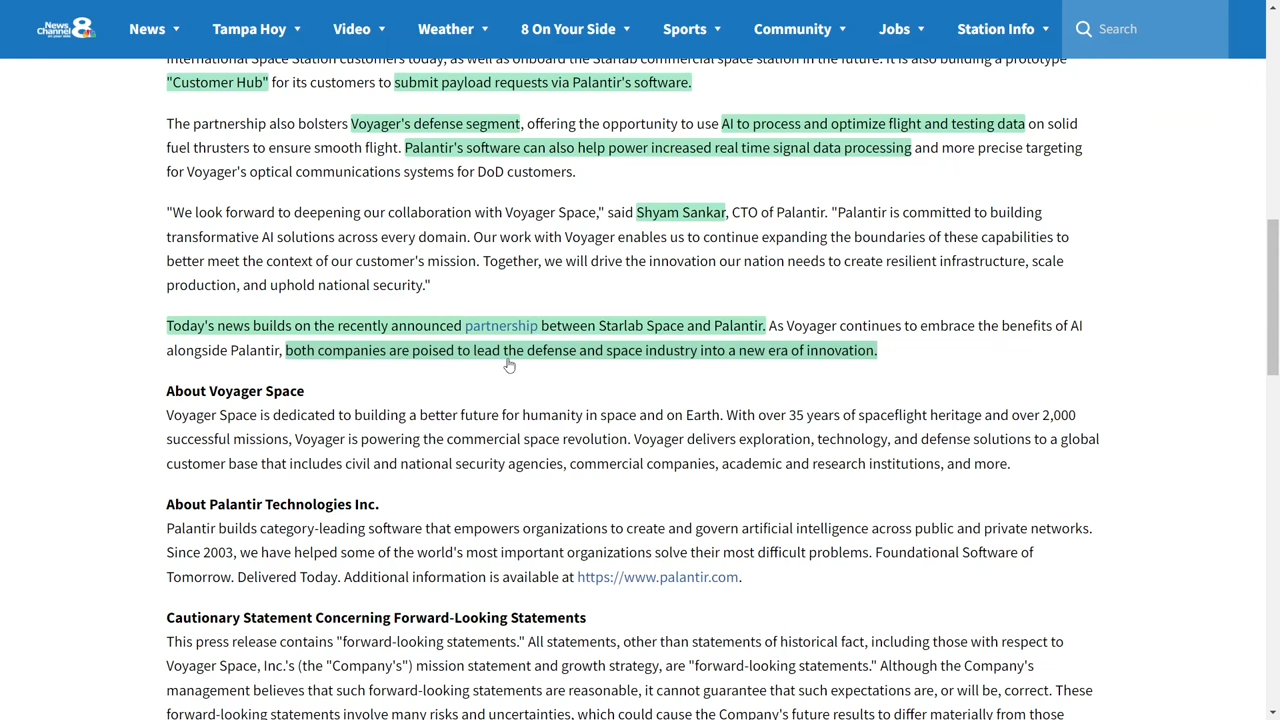 News Channel 8 on your side
News
Tampa Hoy
Video
Weather
8 On Your Side
Sports
Community
Jobs
Station Info
Search
International Space Station customers today, as well as onboard the Starlab commercial space station in the future. It is also building a prototype
"Customer Hub" for its customers to submit payload requests via Palantir's software.
The partnership also bolsters Voyager's defense segment, offering the opportunity to use AI to process and optimize flight and testing data on solid
fuel thrusters to ensure smooth flight. Palantir's software can also help power increased real time signal data processing and more precise targeting
for Voyager's optical communications systems for DoD customers.
"We look forward to deepening our collaboration with Voyager Space," said Shyam Sankar, CTO of Palantir. "Palantir is committed to building
transformative AI solutions across every domain. Our work with Voyager enables us to continue expanding the boundaries of these capabilities to
better meet the context of our customer's mission. Together, we will drive the innovation our nation needs to create resilient infrastructure, scale
production, and uphold national security."
Today's news builds on the recently announced partnership between Starlab Space and Palantir. As Voyager continues to embrace the benefits of AI
alongside Palantir, both companies are poised to lead the defense and space industry into a new era of innovation.
About Voyager Space
Voyager Space is dedicated to building a better future for humanity in space and on Earth. With over 35 years of spaceflight heritage and over 2,000
successful missions, Voyager is powering the commercial space revolution. Voyager delivers exploration, technology, and defense solutions to a global
customer base that includes civil and national security agencies, commercial companies, academic and research institutions, and more.
About Palantir Technologies Inc.
Palantir builds category-leading software that empowers organizations to create and govern artificial intelligence across public and private networks.
Since 2003, we have helped some of the world's most important organizations solve their most difficult problems. Foundational Software of
Tomorrow. Delivered Today. Additional information is available at https://www.palantir.com.
Cautionary Statement Concerning Forward-Looking Statements
This press release contains "forward-looking statements." All statements, other than statements of historical fact, including those with respect to
Voyager Space, Inc.'s (the "Company's") mission statement and growth strategy, are "forward-looking statements." Although the Company's
management believes that such forward-looking statements are reasonable, it cannot guarantee that such expectations are, or will be, correct. These
forward-looking statements involve many risks and uncertainties, which could cause the Company's future results to differ materially from those